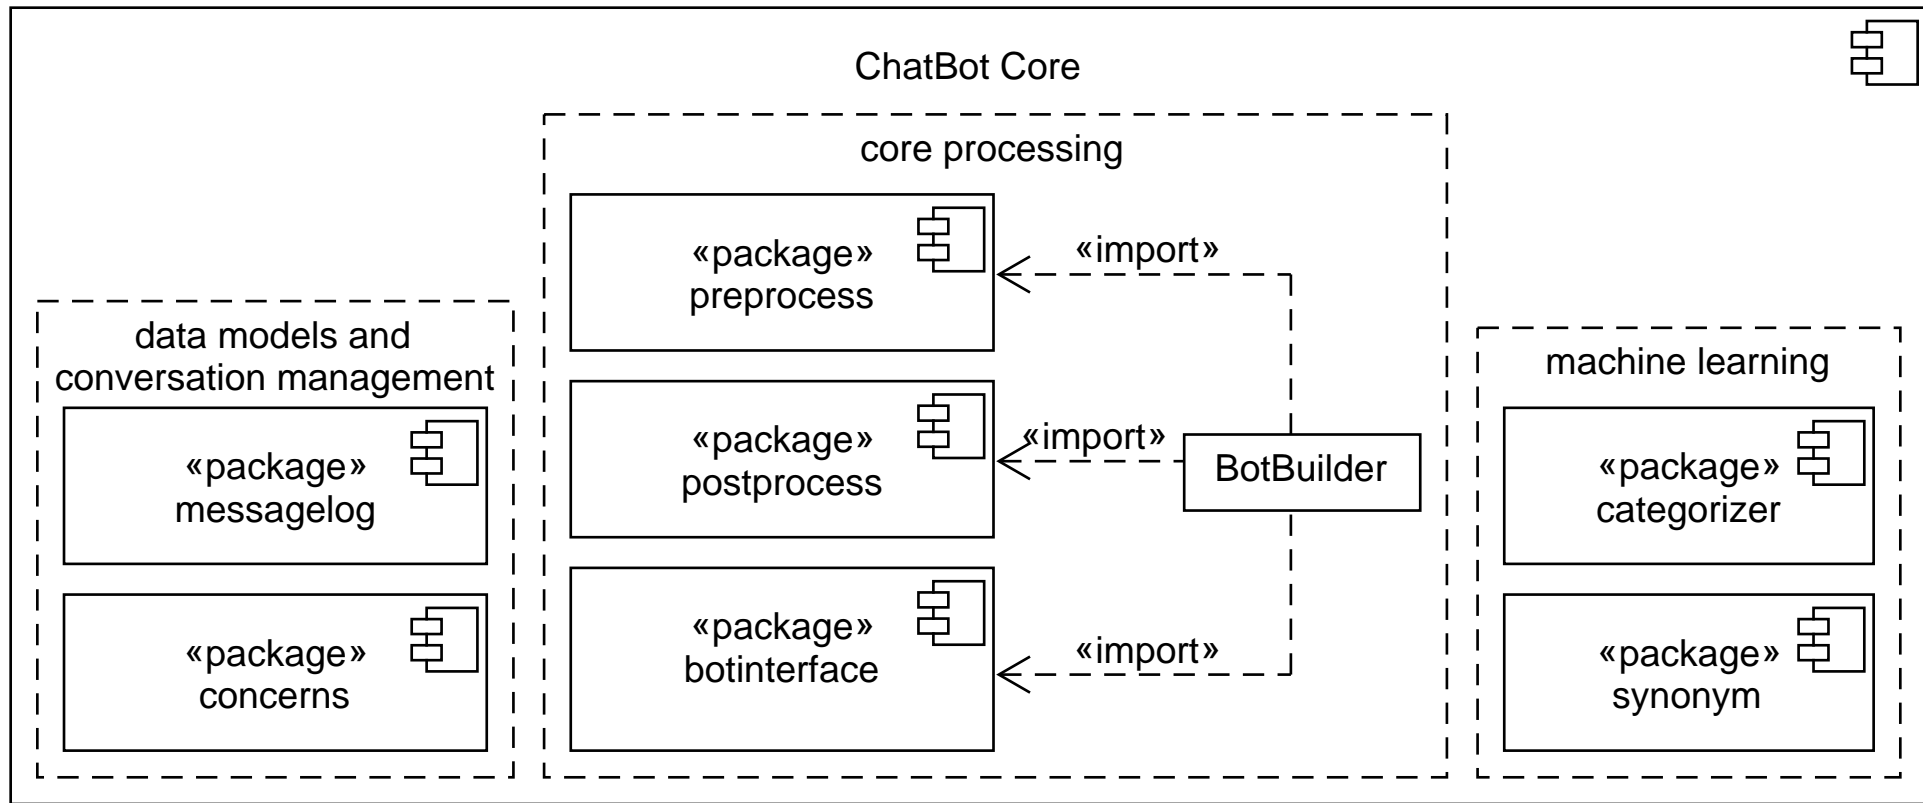 ChatBot Core
data models and
conversation management
«package»
messagelog
«package»
concerns
core processing
«package»
preprocess
«import»
«package»
postprocess
«import»
BotBuilder
«package»
botinterface
«import»
machine learning
«package»
categorizer
«package»
synonym